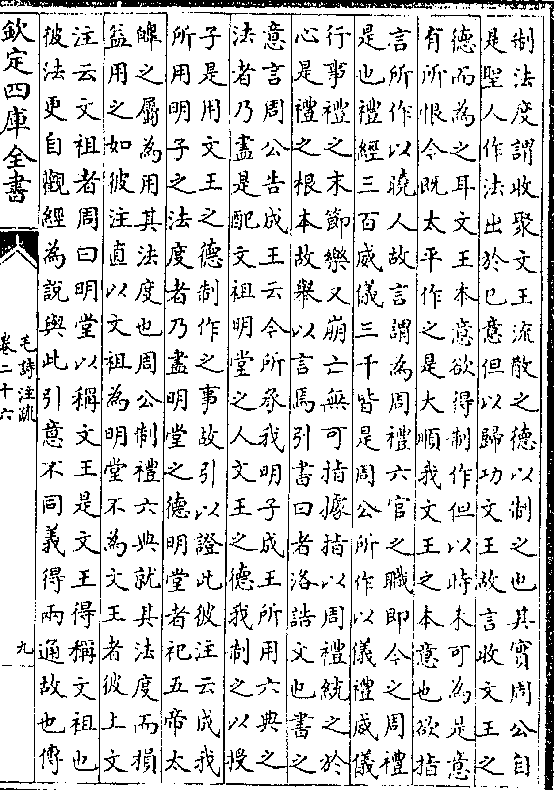 制法度謂收聚文王流散之德以制之也其實周公自
是聖人作法出於已意但以歸功文王故言收文王之
德而為之耳文王本意欲得制作但以時未可為是意
有所恨今既太平作之是大順我文王之本意也欲指
言所作以曉人故言謂為周禮六官之職即今之周禮
是也禮經三百威儀三千皆是周公所作以儀禮威儀
行事禮之末節樂又崩亡無可指據指以周禮統之於
心是禮之根本故舉以言焉引書曰者洛誥文也書之
意言周公告成王云今所承我明子成王所用六典之
法者乃盡是配文祖明堂之人文王之德我制之以授
子是用文王之德制作之事故引以證此彼注云成我
所用明子之法度者乃盡明堂之德明堂者祀五帝太
皥之屬為用其法度也周公制禮六典就其法度而損
益用之如彼注直以文祖為明堂不為文王者彼上文
注云文祖者周曰明堂以稱文王是文王得稱文祖也
彼法更自觀經為說與此引意不同義得兩通故也傳
欽定四庫全書
毛詩注疏
卷二十六
九